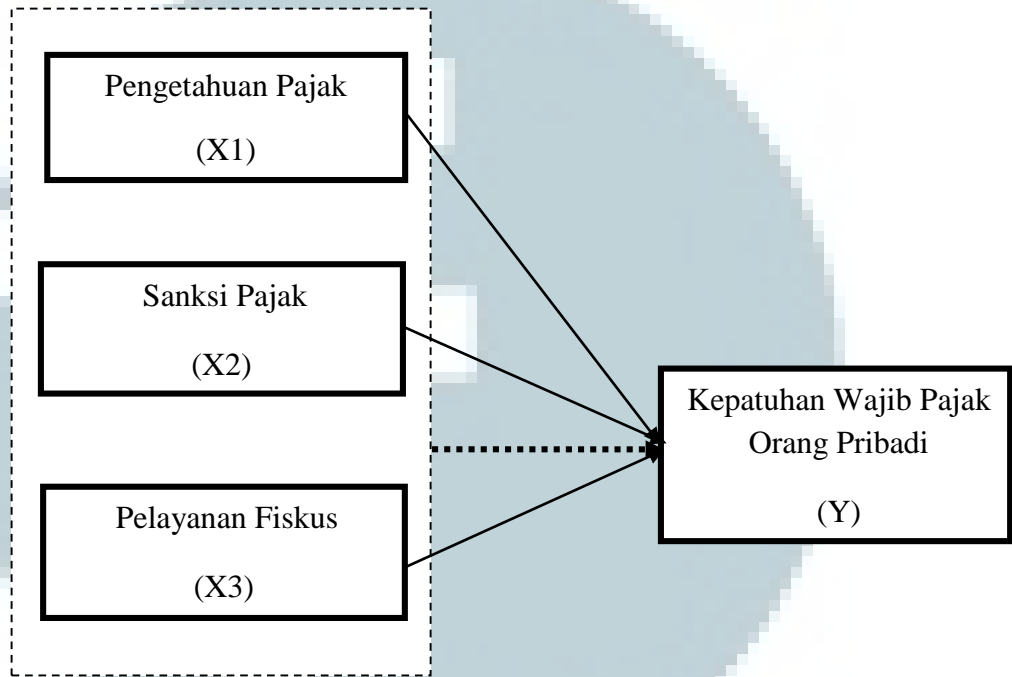 Pengetahuan Pajak
(X1)
Sanksi Pajak
(X2)
Pelayanan Fiskus
(X3)
Kepatuhan Wajib Pajak
Orang Pribadi
(Y)